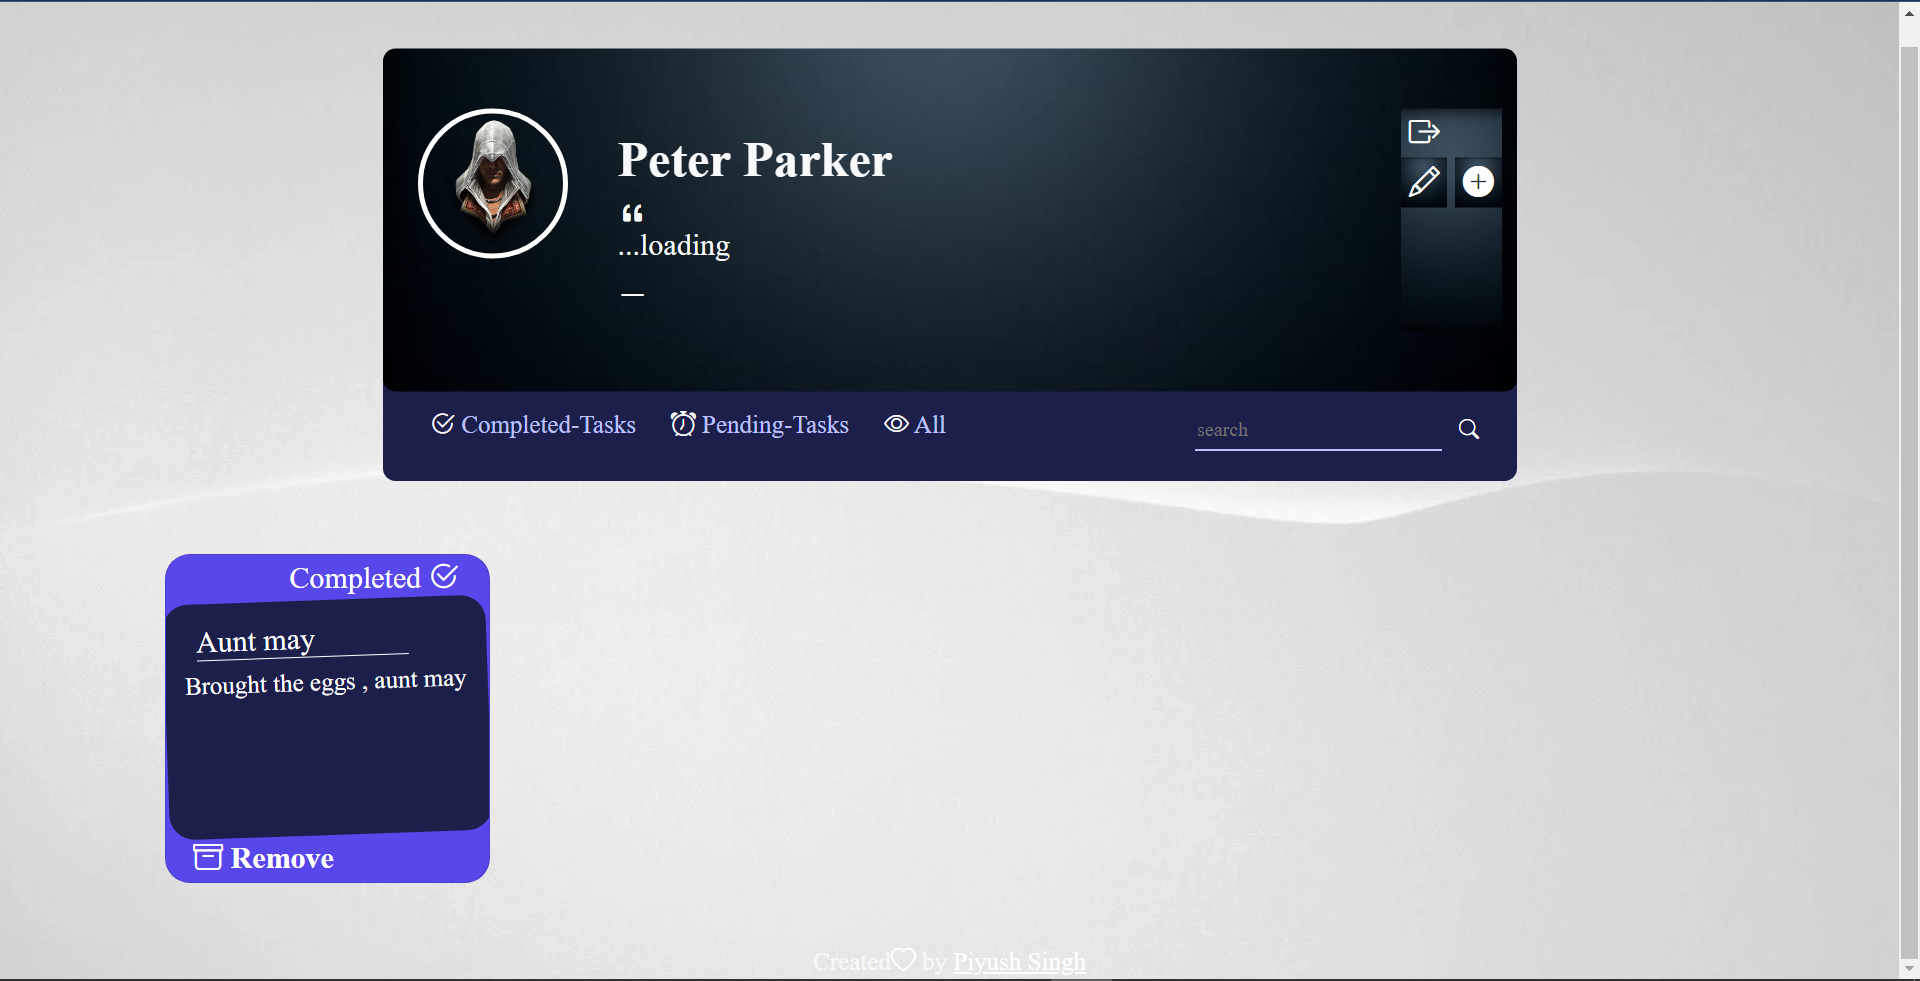 Peter Parker
“
...loading
—
Completed-Tasks Pending-Tasks All search
Completed
Aunt may
Brought the eggs , aunt may
Remove
Created by Piyush Singh